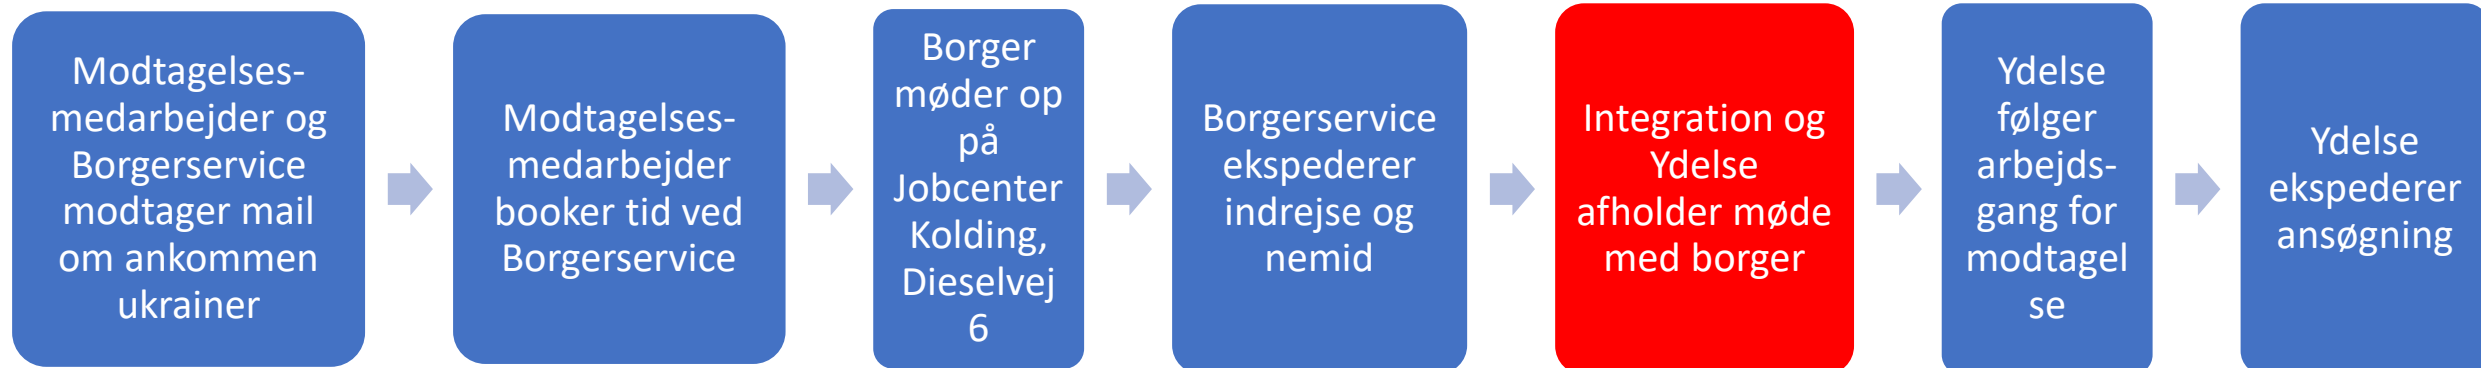 Modtagelses-
medarbejder og
Borgerservice
modtager mail
om ankommen
ukrainer
Modtagelses-
medarbejder
booker tid ved
Borgerservice
Borger
møder op
på
Jobcenter
Kolding,
Dieselvej
6
Borgerservice
ekspederer
indrejse og
nemid
Integration og
Ydelse
afholder møde
med borger
Ydelse
følger
arbejds-
gang for
modtagel
se
Ydelse
ekspederer
ansøgning